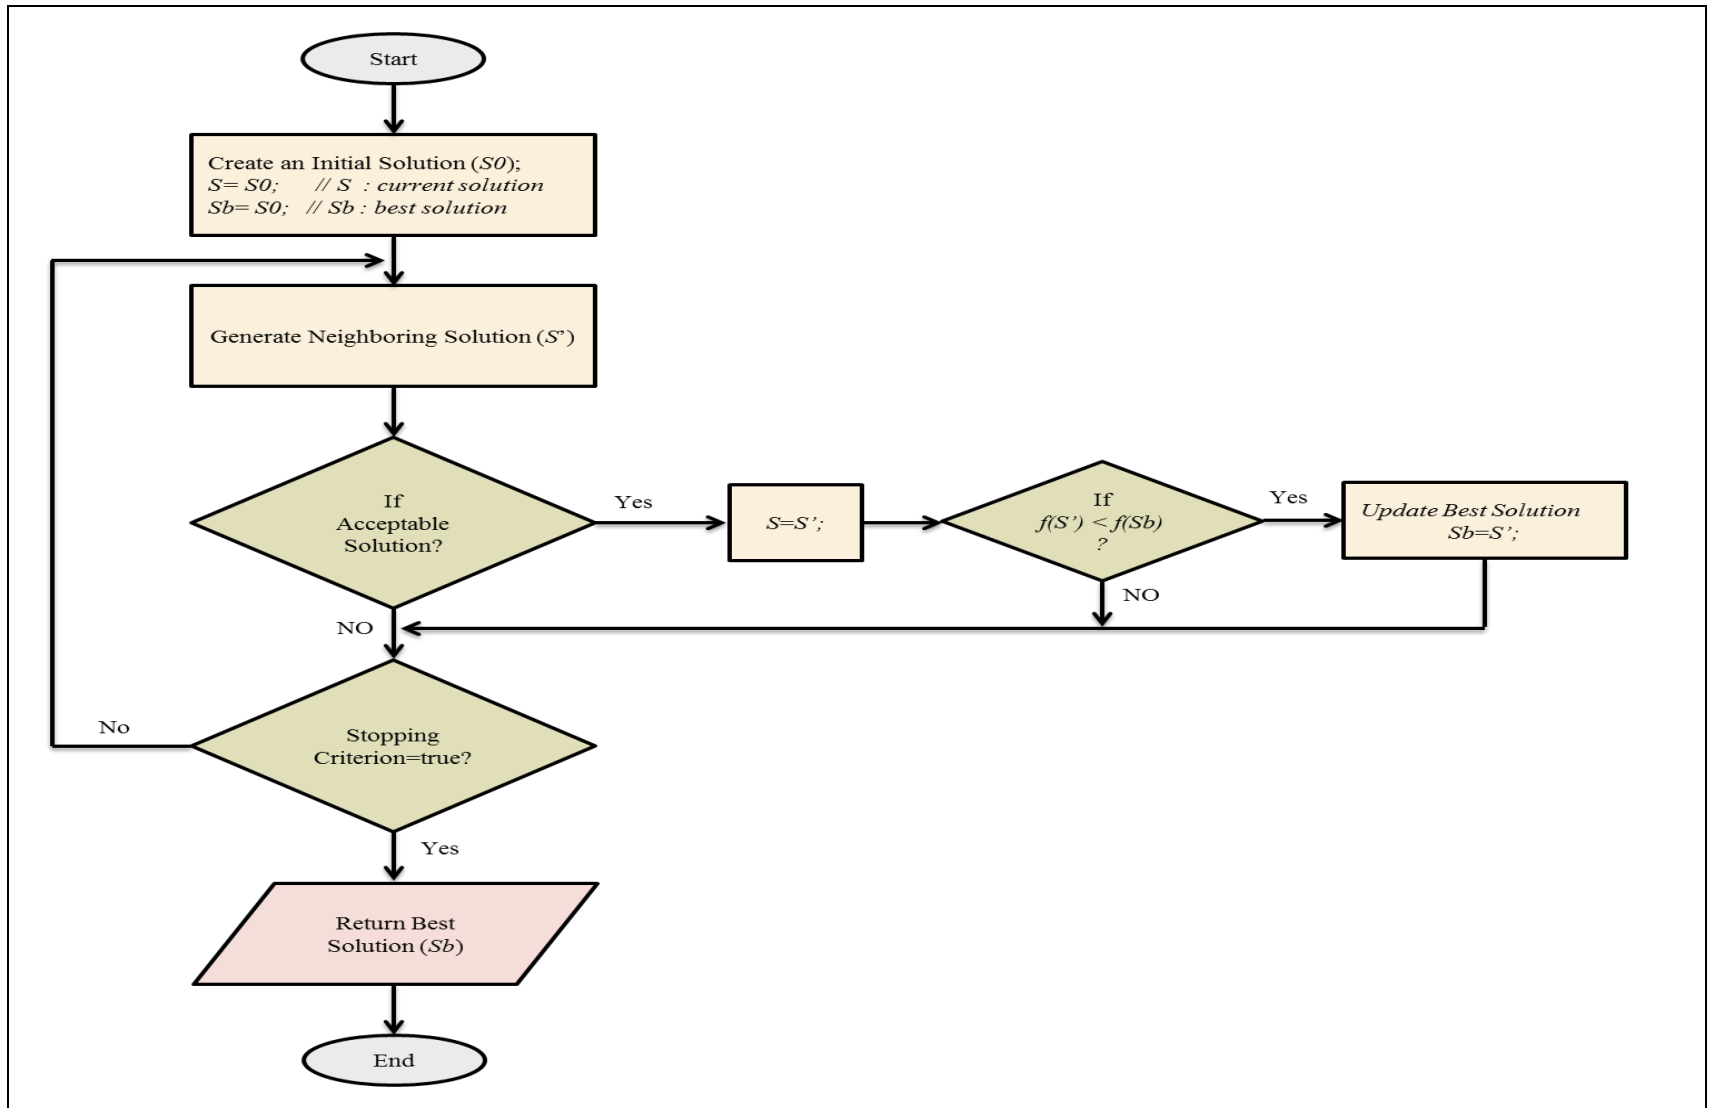 Start
Create an Initial Solution (S0);
S= S0; // S : current solution
Sb= S0; // Sb : best solution
Generate Neighboring Solution (S’)
If
Acceptable
Solution?
Yes
S=S’;
If
f(S’) < f(Sb)
?
Yes
Update Best Solution
Sb=S’;
NO
NO
Stopping
Criterion=true?
No
Yes
Return Best
Solution (Sb)
End